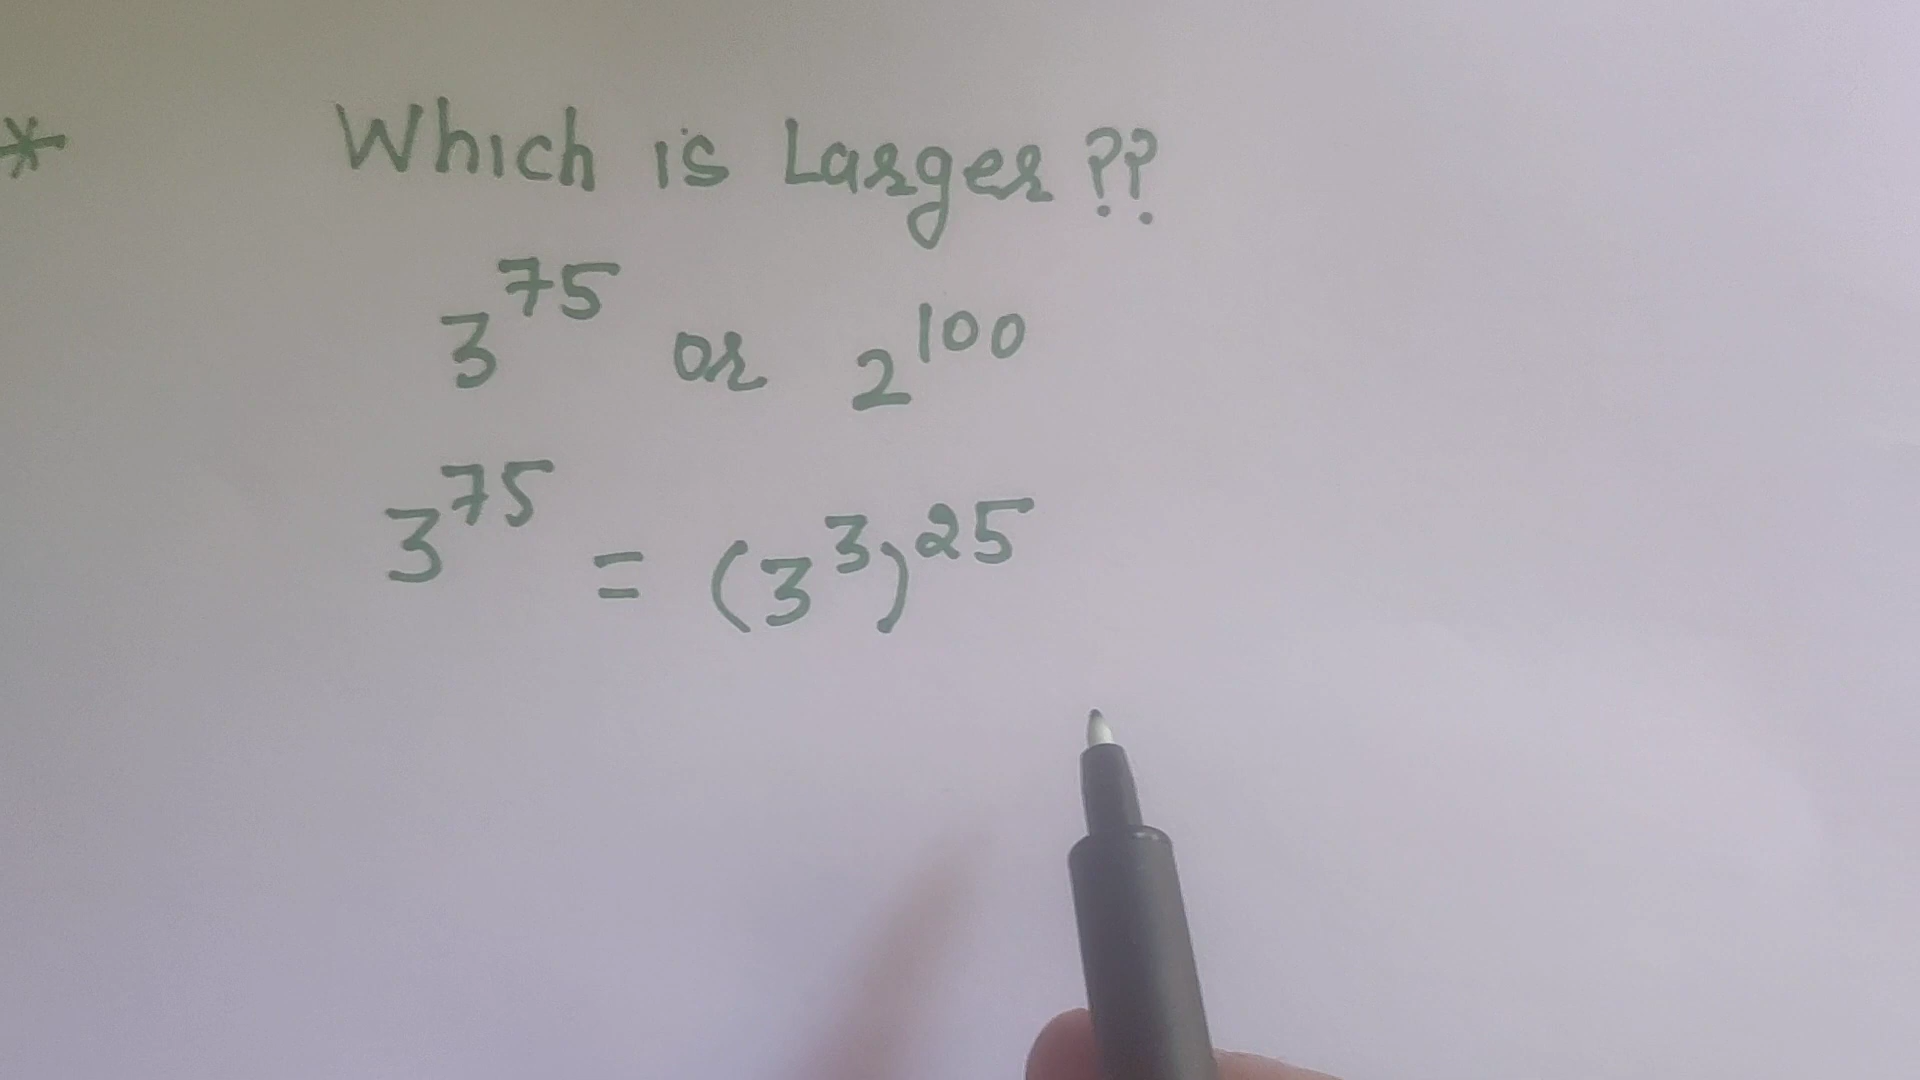 * Which is Larger ??
3^75 or 2^100
3^75 = (3^3)^25